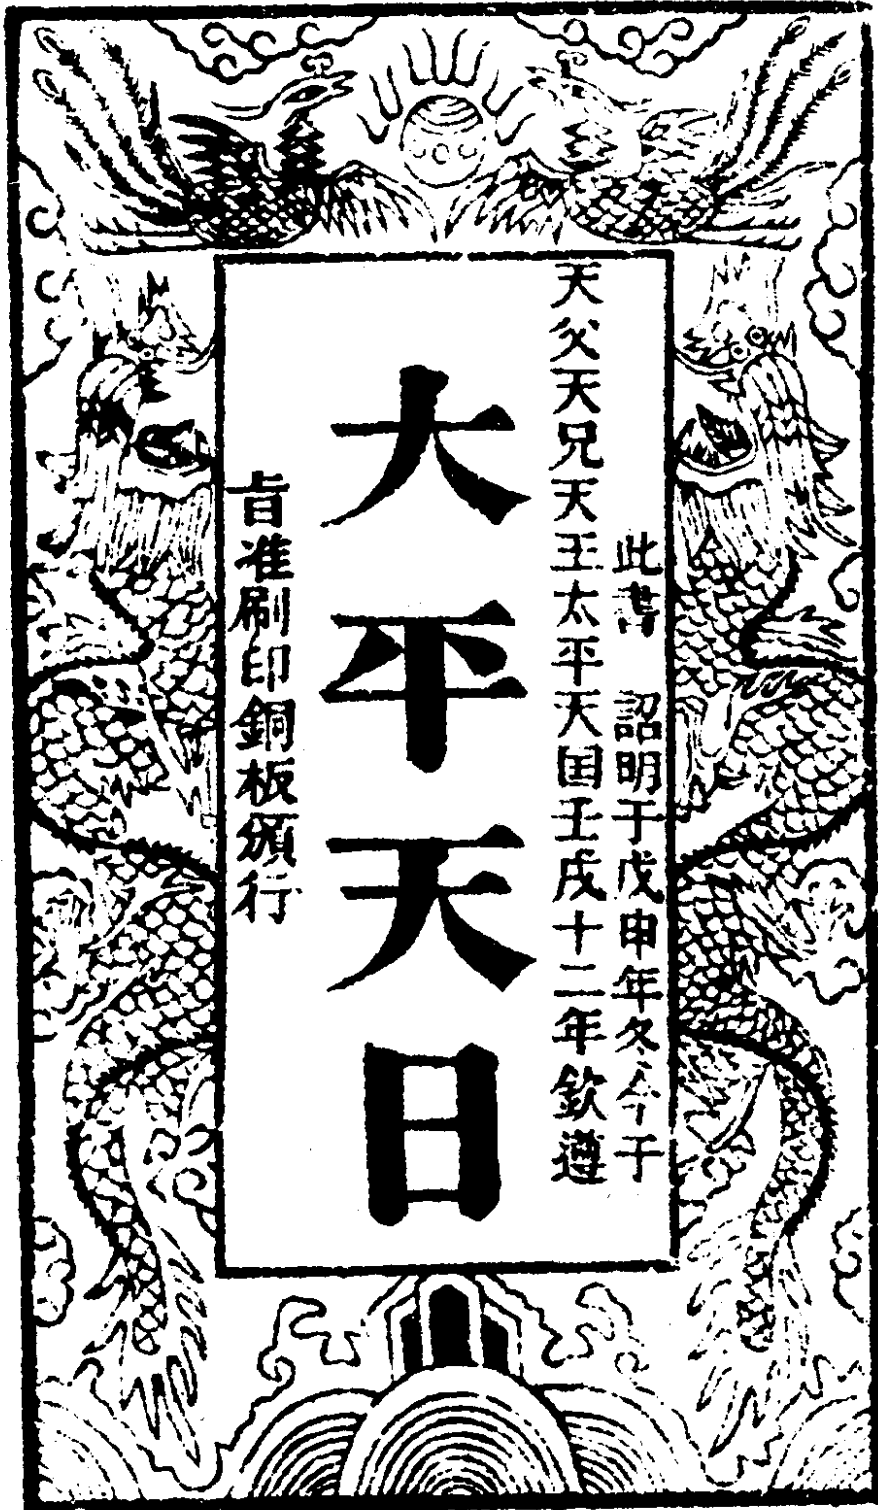 此書　詔明于戊申年冬今于
天父天兄天王太平天囯壬戌十二年欽遵
大平天日
旨准刷印銅板頒行